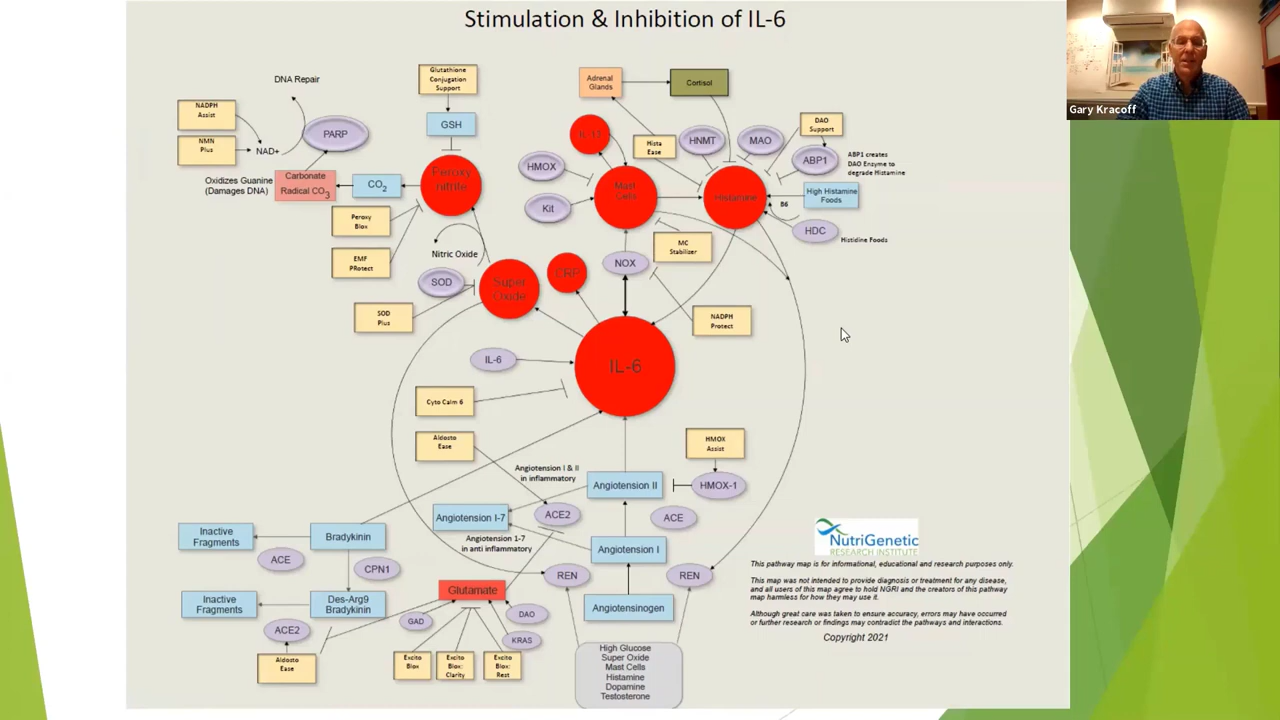 Stimulation & Inhibition of IL-6
Gary Kracoff
DNA Repair
NADPH
Assist
NMN
Plus
NAD+
PARP
Oxidizes Guanine
(Damages DNA)
Carbonate
Radical CO3
CO2
Glutathione
Conjugation
Support
GSH
Peroxy
nitrite
Peroxy
Blox
EMF
PRotect
Nitric Oxide
SOD
SOD
Plus
Super
Oxide
CRP
Adrenal
Glands
Cortisol
IL-17
Hista
Ease
HNMT
MAO
DAO
Support
ABP1
ABP1 creates
DAO Enzyme to
degrade Histamine
HMOX
Kit
Mast
Cells
Histamine
High Histamine
Foods
B6
HDC
Histidine Foods
MC
Stabilizer
NOX
NADPH
Protect
IL-6
IL-6
Cyto Calm 6
Aldosto
Ease
HMOX
Assist
Angiotension I & II
in inflammatory
Angiotension II
HMOX-1
Angiotension I-7
ACE2
ACE
Angiotension 1-7
in anti inflammatory
Angiotension I
Inactive
Fragments
Bradykinin
ACE
CPN1
REN
REN
Inactive
Fragments
Des-Arg9
Bradykinin
Glutamate
Angiotensinogen
ACE2
GAD
DAO
KRAS
Aldosto
Ease
Excito
Blox
Excito
Blox:
Clarity
Excito
Blox:
Rest
High Glucose
Super Oxide
Mast Cells
Histamine
Dopamine
Testosterone
NutriGenetic
RESEARCH INSTITUTE
This pathway map is for informational, educational and research purposes only.
This map was not intended to provide diagnosis or treatment for any disease,
and all users of this map agree to hold NGRI and the creators of this pathway
map harmless for how they may use it.
Although great care was taken to ensure accuracy, errors may have occurred
or further research or findings may contradict the pathways and interactions.
Copyright 2021